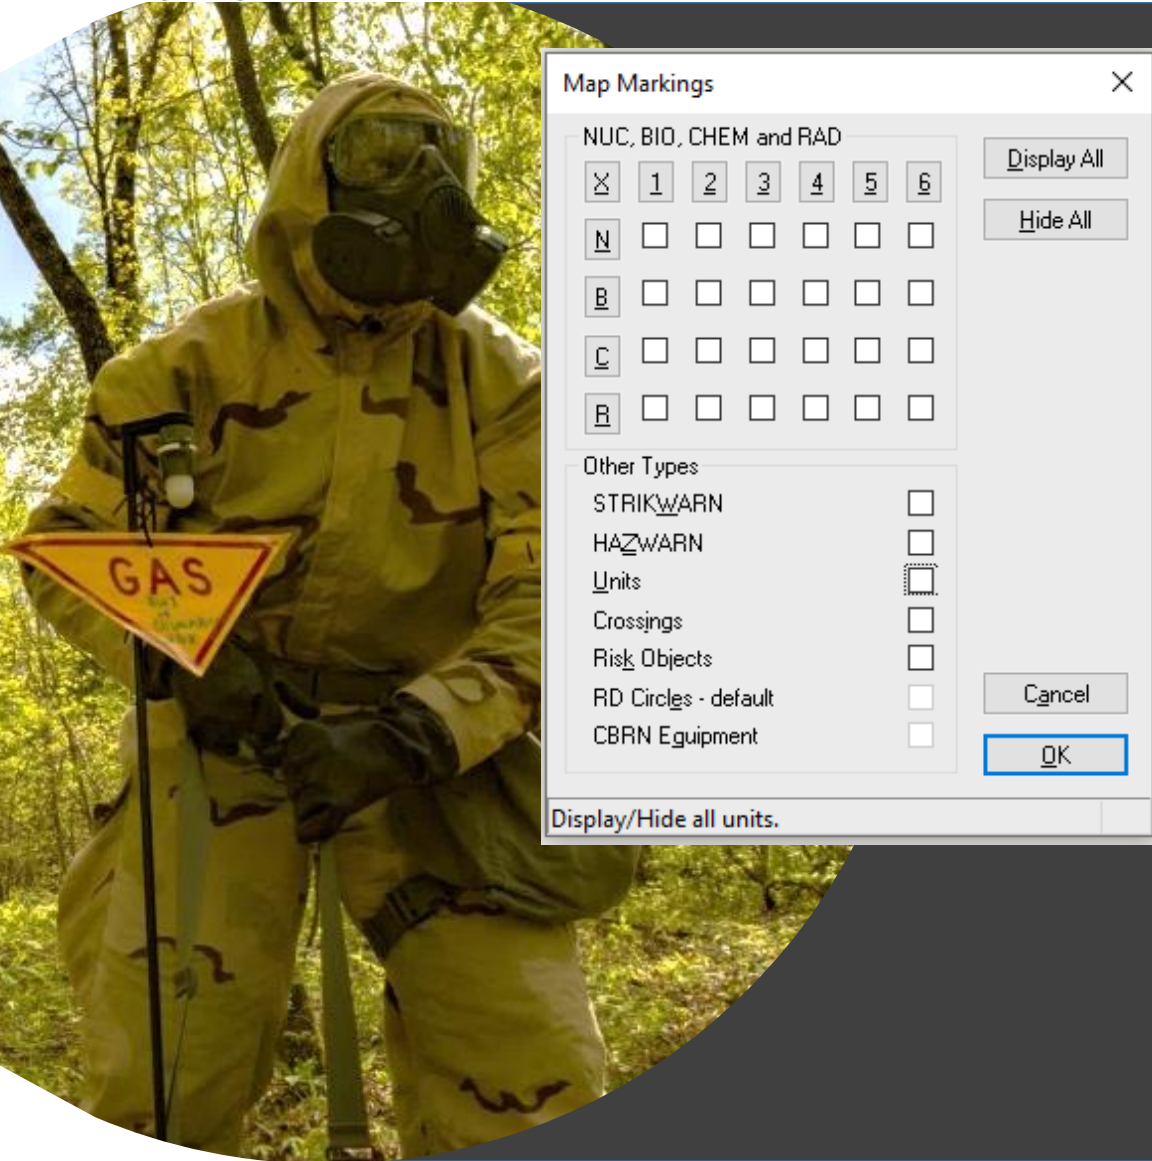 GAS
Map Markings
NUC, BIO, CHEM and RAD
X 1 2 3 4 5 6
N
B
C
R
Display All
Hide All
Other Types
STRIKWARN
HAZWARN
Units
Crossings
Risk Objects
RD Circles - default
CBRN Equipment
Cancel
OK
Display/Hide all units.